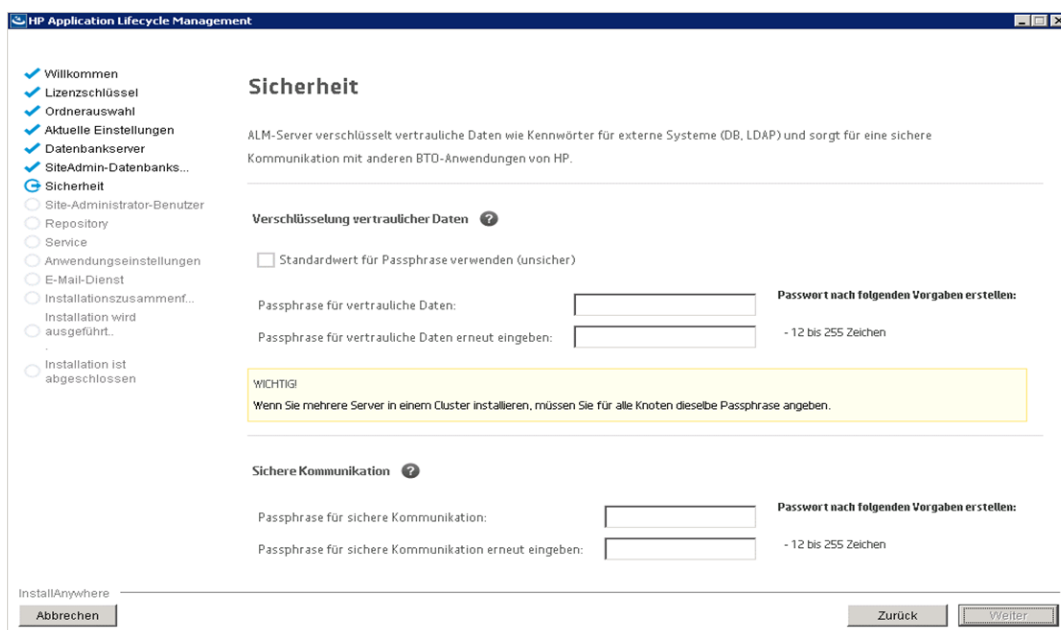 HP Application Lifecycle Management
Willkommen
Lizenzschlüssel
Ordnerauswahl
Aktuelle Einstellungen
Datenbankserver
SiteAdmin-Datenbanks...
Sicherheit
Site-Administrator-Benutzer
Repository
Service
Anwendungseinstellungen
E-Mail-Dienst
Installationszusammenf...
Installation wird
ausgeführt..
.
Installation ist
abgeschlossen
Sicherheit
ALM-Server verschlüsselt vertrauliche Daten wie Kennwörter für externe Systeme (DB, LDAP) und sorgt für eine sichere
Kommunikation mit anderen BTO-Anwendungen von HP.
Verschlüsselung vertraulicher Daten ?
Standardwert für Passphrase verwenden (unsicher)
Passphrase für vertrauliche Daten:
Passwort nach folgenden Vorgaben erstellen:
Passphrase für vertrauliche Daten erneut eingeben:
- 12 bis 255 Zeichen
WICHTIG!
Wenn Sie mehrere Server in einem Cluster installieren, müssen Sie für alle Knoten dieselbe Passphrase angeben.
Sichere Kommunikation ?
Passphrase für sichere Kommunikation:
Passwort nach folgenden Vorgaben erstellen:
Passphrase für sichere Kommunikation erneut eingeben:
- 12 bis 255 Zeichen
InstallAnywhere
Abbrechen
Zurück
Weiter